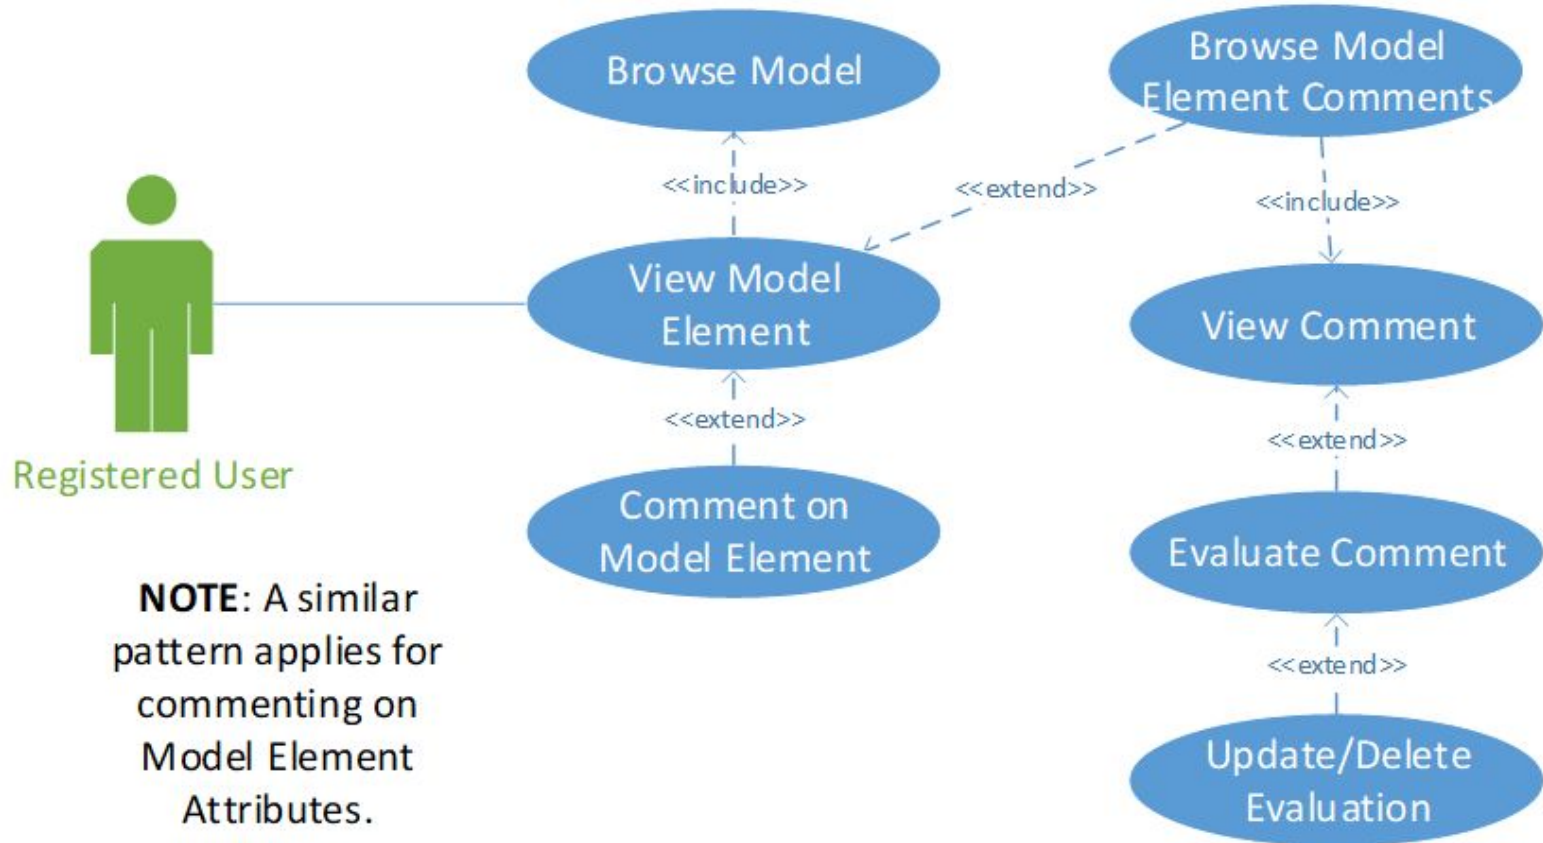 Browse Model
Browse Model
Element Comments
<<include>>
<<extend>>
<<include>>
View Model
Element
View Comment
<<extend>>
<<extend>>
Registered User
Comment on
Model Element
Evaluate Comment
NOTE: A similar
pattern applies for
commenting on
Model Element
Attributes.
<<extend>>
Update/Delete
Evaluation